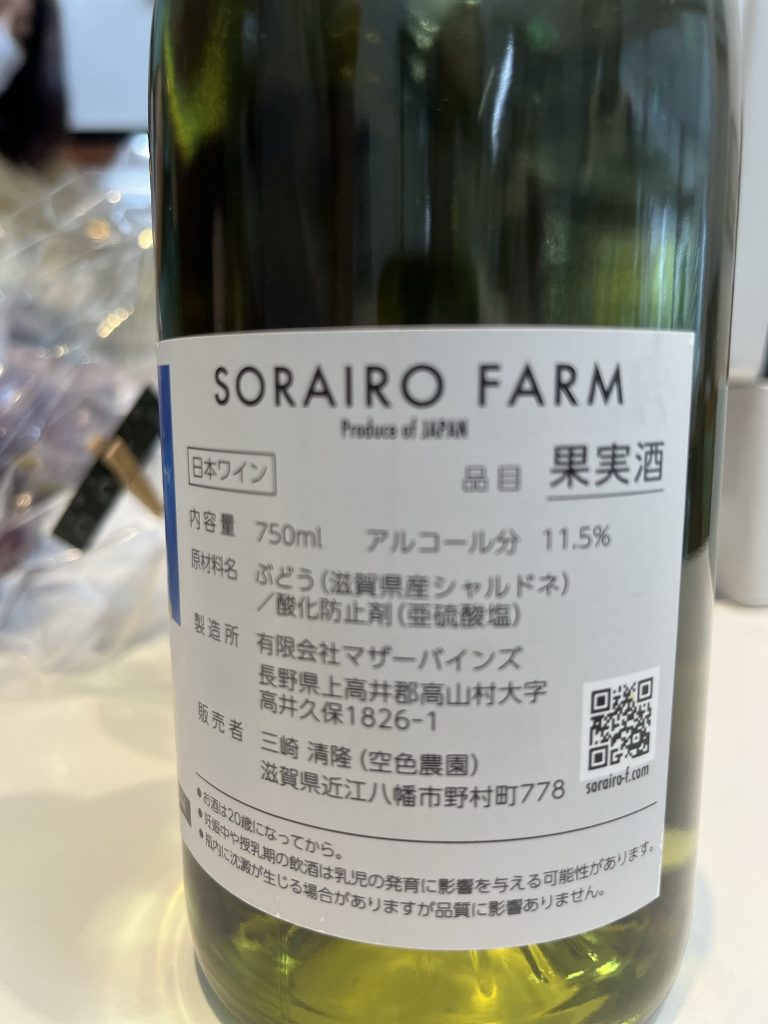 SORAIRO FARM
Produce of JAPAN
日本ワイン 品目 果実酒
内容量 750ml アルコール分 11.5%
原材料名 ぶどう(滋賀県産シャルドネ)
/酸化防止剤(亜硫酸塩)
製造所 有限会社マザーバインズ
長野県上高井郡高山村大字
高井久保1826-1
販売者 三崎 清隆(空色農園)
滋賀県近江八幡市野村町778
sorairo-f.com
●お酒は20歳になってから。
●妊娠中や授乳期の飲酒は乳児の発育に影響を与える可能性があります。
●瓶内に沈澱が生じる場合がありますが品質に影響ありません。